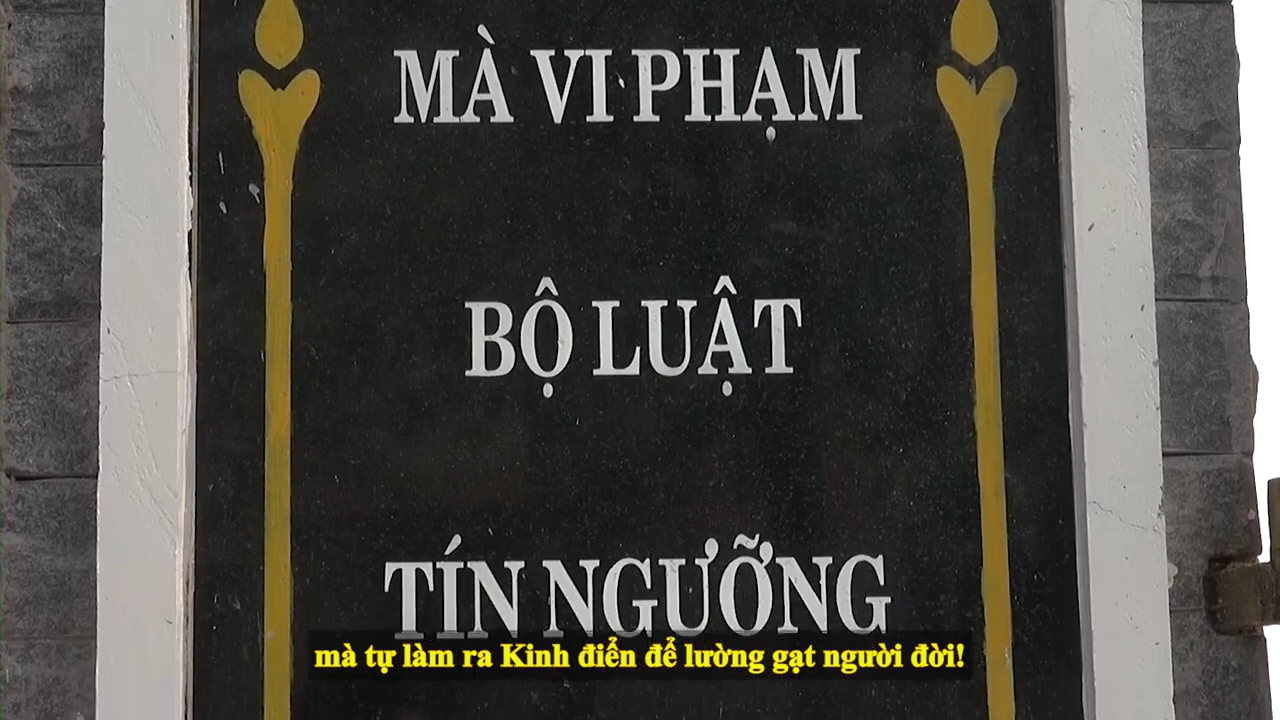 MÀ VI PHẠM
BỘ LUẬT
TÍN NGƯỠNG
mà tự làm ra Kinh điển để lường gạt người đời!